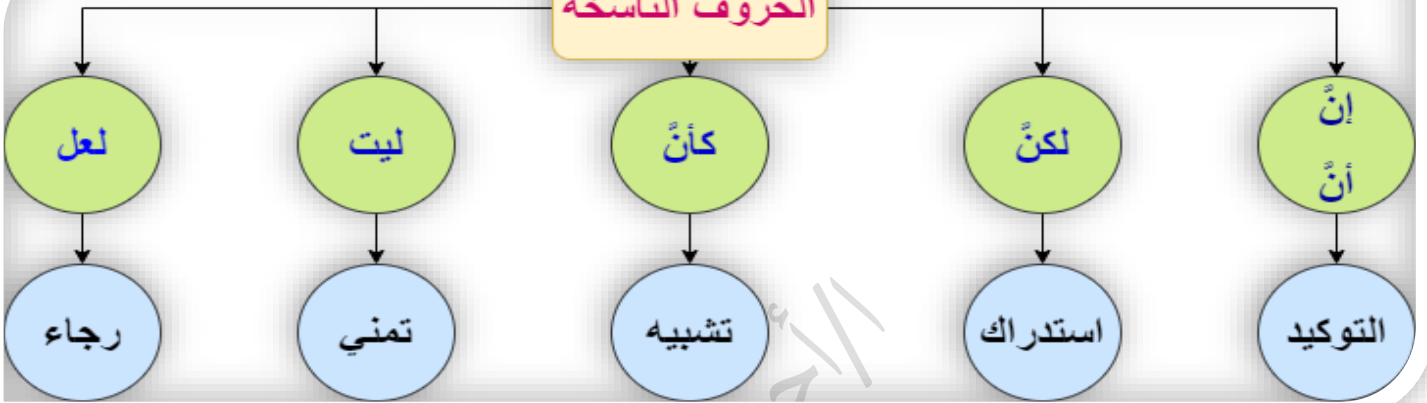 الحروف الناسخة
إنَّ
أنَّ
لكنَّ
كأنَّ
ليت
لعل
التوكيد
استدراك
تشبيه
تمني
رجاء